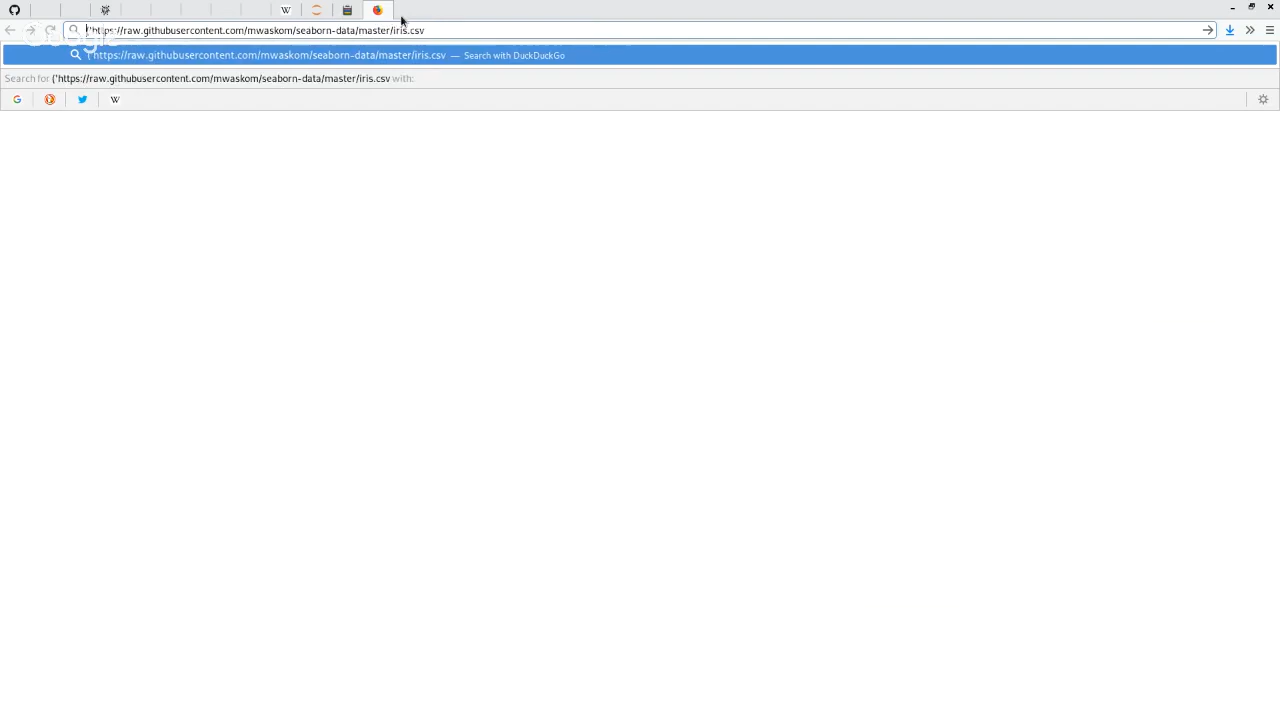 ('https://raw.githubusercontent.com/mwaskom/seaborn-data/master/iris.csv
('https://raw.githubusercontent.com/mwaskom/seaborn-data/master/iris.csv — Search with DuckDuckGo
Search for ('https://raw.githubusercontent.com/mwaskom/seaborn-data/master/iris.csv with: